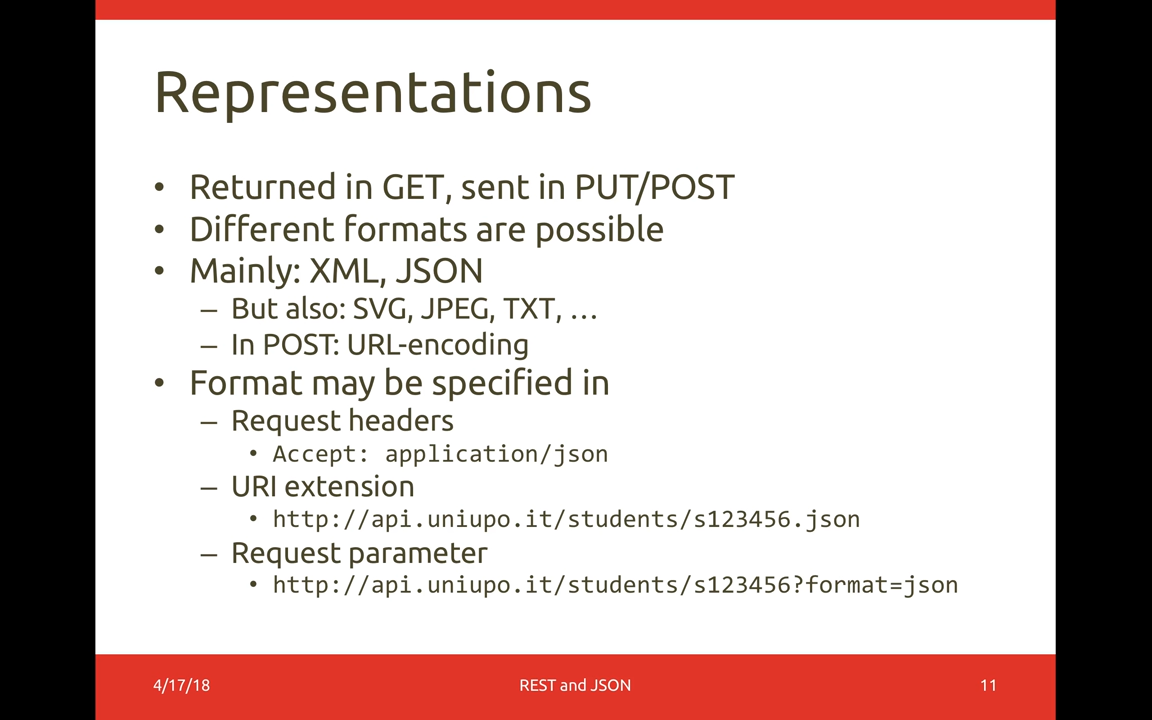 Representations
• Returned in GET, sent in PUT/POST
• Different formats are possible
• Mainly: XML, JSON
– But also: SVG, JPEG, TXT, …
– In POST: URL-encoding
• Format may be specified in
– Request headers
• Accept: application/json
– URI extension
• http://api.uniupo.it/students/s123456.json
– Request parameter
• http://api.uniupo.it/students/s123456?format=json
4/17/18
REST and JSON
11